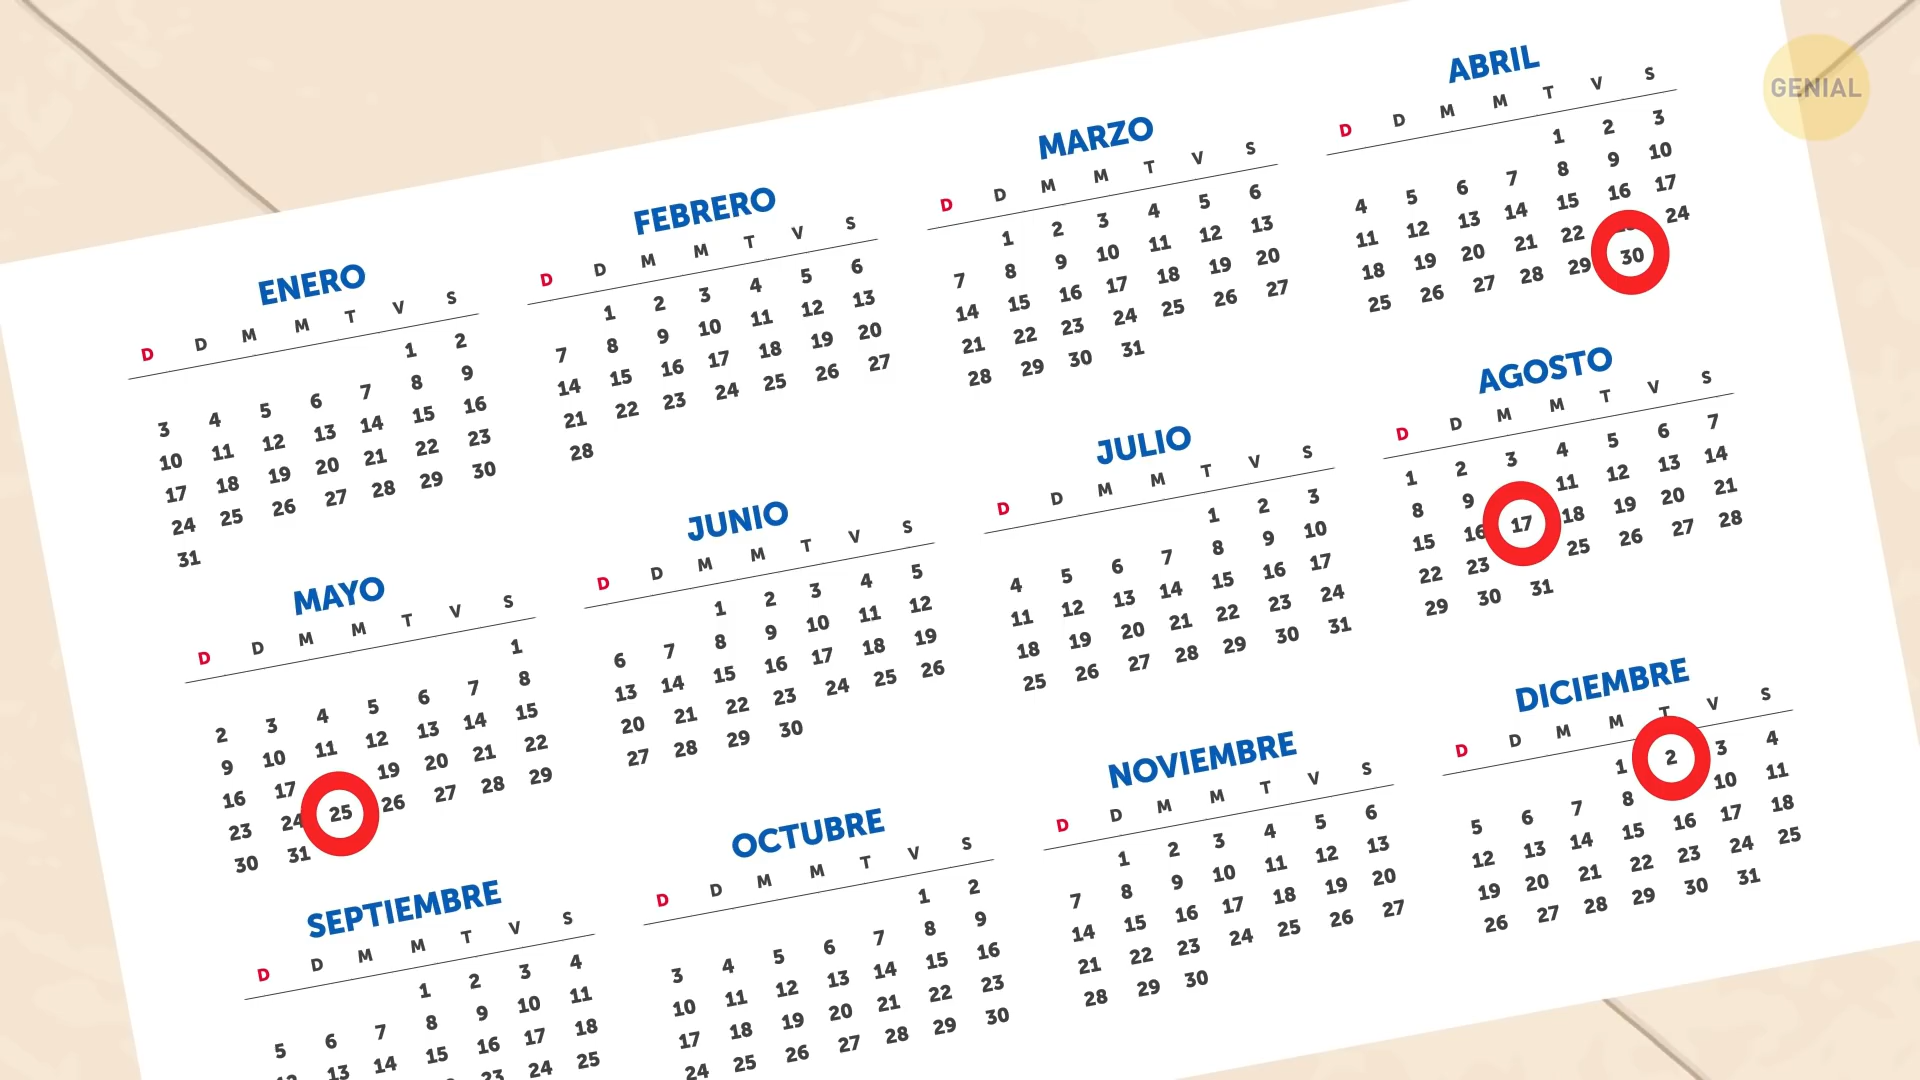 GENIAL
ENERO
D D M M T V S
1 2
3 4 5 6 7 8 9
10 11 12 13 14 15 16
17 18 19 20 21 22 23
24 25 26 27 28 29 30
31
FEBRERO
D D M M T V S
1 2 3 4 5 6
7 8 9 10 11 12 13
14 15 16 17 18 19 20
21 22 23 24 25 26 27
28
MARZO
D D M M T V S
1 2 3 4 5 6
7 8 9 10 11 12 13
14 15 16 17 18 19 20
21 22 23 24 25 26 27
28 29 30 31
ABRIL
D D M M T V S
1 2 3
4 5 6 7 8 9 10
11 12 13 14 15 16 17
18 19 20 21 22 24
25 26 27 28 29 30
MAYO
D D M M T V S
1
2 3 4 5 6 7 8
9 10 11 12 13 14 15
16 17 19 20 21 22
23 24 25 26 27 28 29
30 31
JUNIO
D D M M T V S
1 2 3 4 5
6 7 8 9 10 11 12
13 14 15 16 17 18 19
20 21 22 23 24 25 26
27 28 29 30
JULIO
D D M M T V S
1 2 3
4 5 6 7 8 9 10
11 12 13 14 15 16 17
18 19 20 21 22 23 24
25 26 27 28 29 30 31
AGOSTO
D D M M T V S
1 2 3 4 5 6 7
8 9 11 12 13 14
15 16 17 18 19 20 21
22 23 25 26 27 28
29 30 31
SEPTIEMBRE
D D M M T V S
1 2 3 4
5 6 7 8 9 10 11
13 14 15 16 17 18
23 24 25
OCTUBRE
D D M M T V S
1 2
3 4 5 6 7 8 9
10 11 12 13 14 15 16
17 18 19 20 21 22 23
24 25 26 27 28 29 30
NOVIEMBRE
D D M M T V S
1 2 3 4 5 6
7 8 9 10 11 12 13
14 15 16 17 18 19 20
21 22 23 24 25 26 27
28 29 30
DICIEMBRE
D D M M T V S
1 2 3 4
5 6 7 8 10 11
12 13 14 15 16 17 18
19 20 21 22 23 24 25
26 27 28 29 30 31